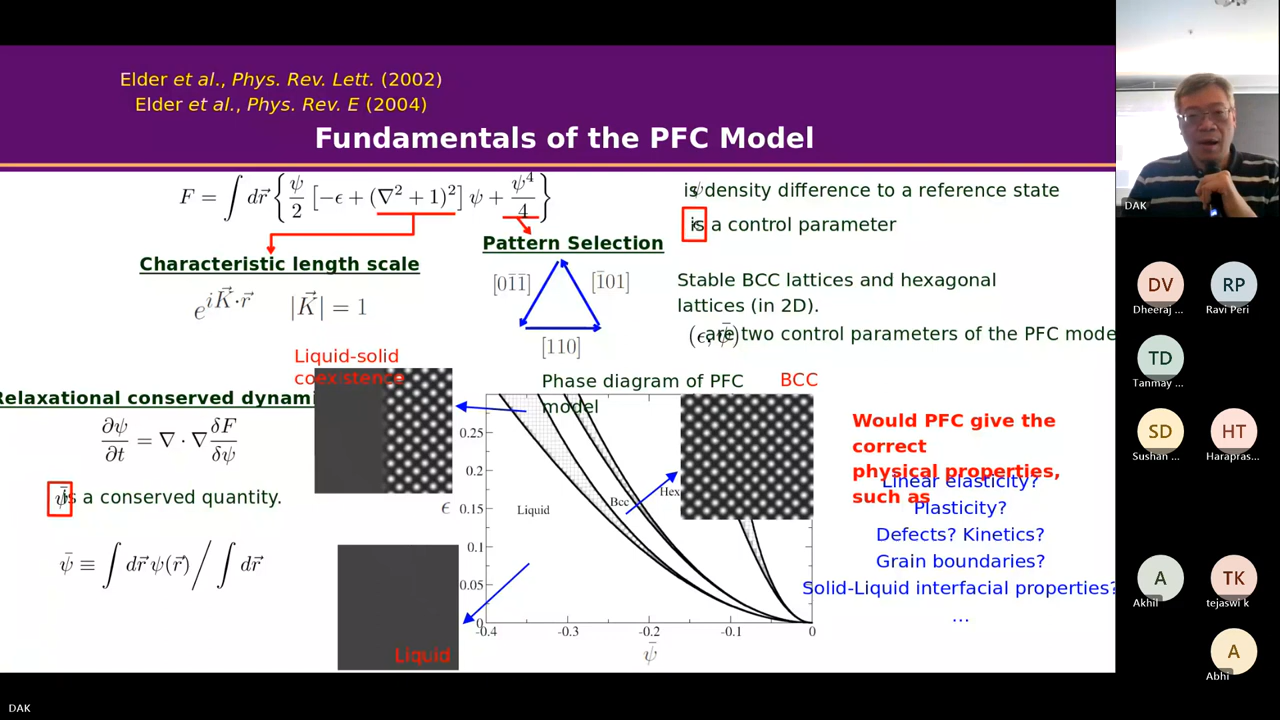 Elder et al., Phys. Rev. Lett. (2002)
Elder et al., Phys. Rev. E (2004)
Fundamentals of the PFC Model
F = ∫ dr⃗ { ψ/2 [−ϵ + (∇² + 1)²] ψ + ψ⁴/4 }
ψ is density difference to a reference state
ϵ is a control parameter
Pattern Selection
Characteristic length scale
e^{iK⃗·r⃗} |K⃗| = 1
[01̄1̄] [1̄01]
[110]
Stable BCC lattices and hexagonal
lattices (in 2D).
(ϵ, ψ̄) are two control parameters of the PFC mode
Liquid-solid
coexistence
Phase diagram of PFC
model
BCC
Relaxational conserved dynami
∂ψ/∂t = ∇ · ∇ δF/δψ
ψ̄ is a conserved quantity.
ψ̄ ≡ ∫ dr⃗ ψ(r⃗) / ∫ dr⃗
Liquid
0.25
0.2
0.15
0.1
0.05
0
ϵ
Liquid
Bcc
Hex
-0.4 -0.3 -0.2 -0.1 0
ψ̄
Would PFC give the
correct
physical properties,
such as
Linear elasticity?
Plasticity?
Defects? Kinetics?
Grain boundaries?
Solid-Liquid interfacial properties?
...
DAK
DV
Dheeraj ...
RP
Ravi Peri
TD
Tanmay ...
SD
Sushan ...
HT
Harapras...
A
Akhil
TK
tejaswi k
A
Abhi
DAK